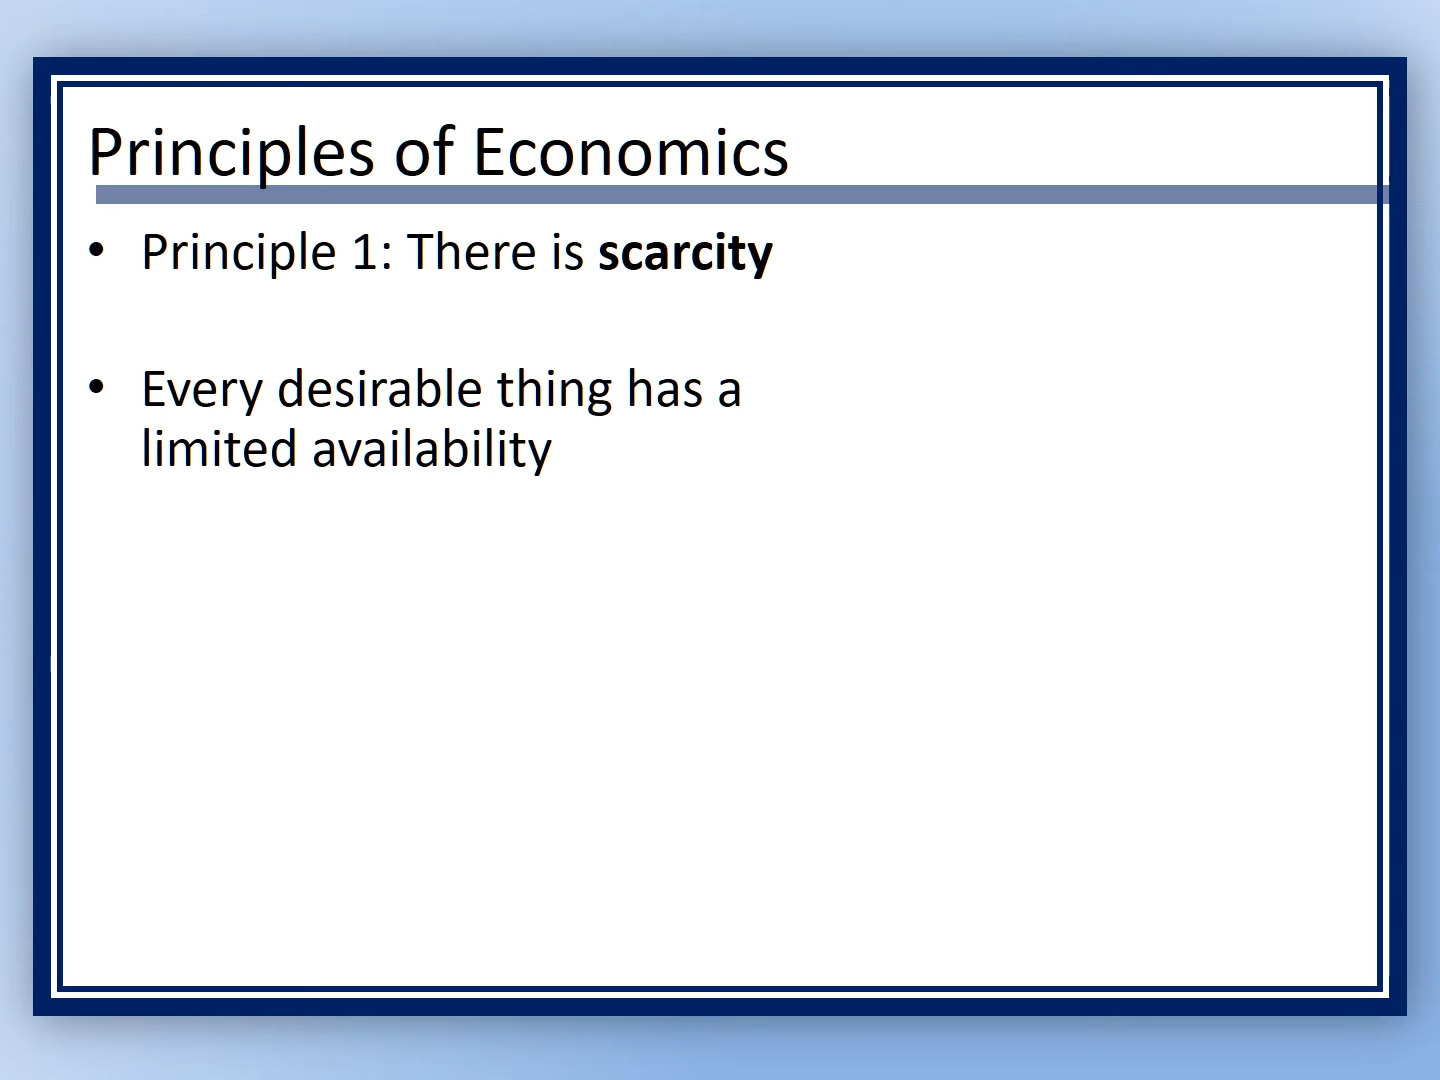 Principles of Economics
• Principle 1: There is scarcity
• Every desirable thing has a
limited availability